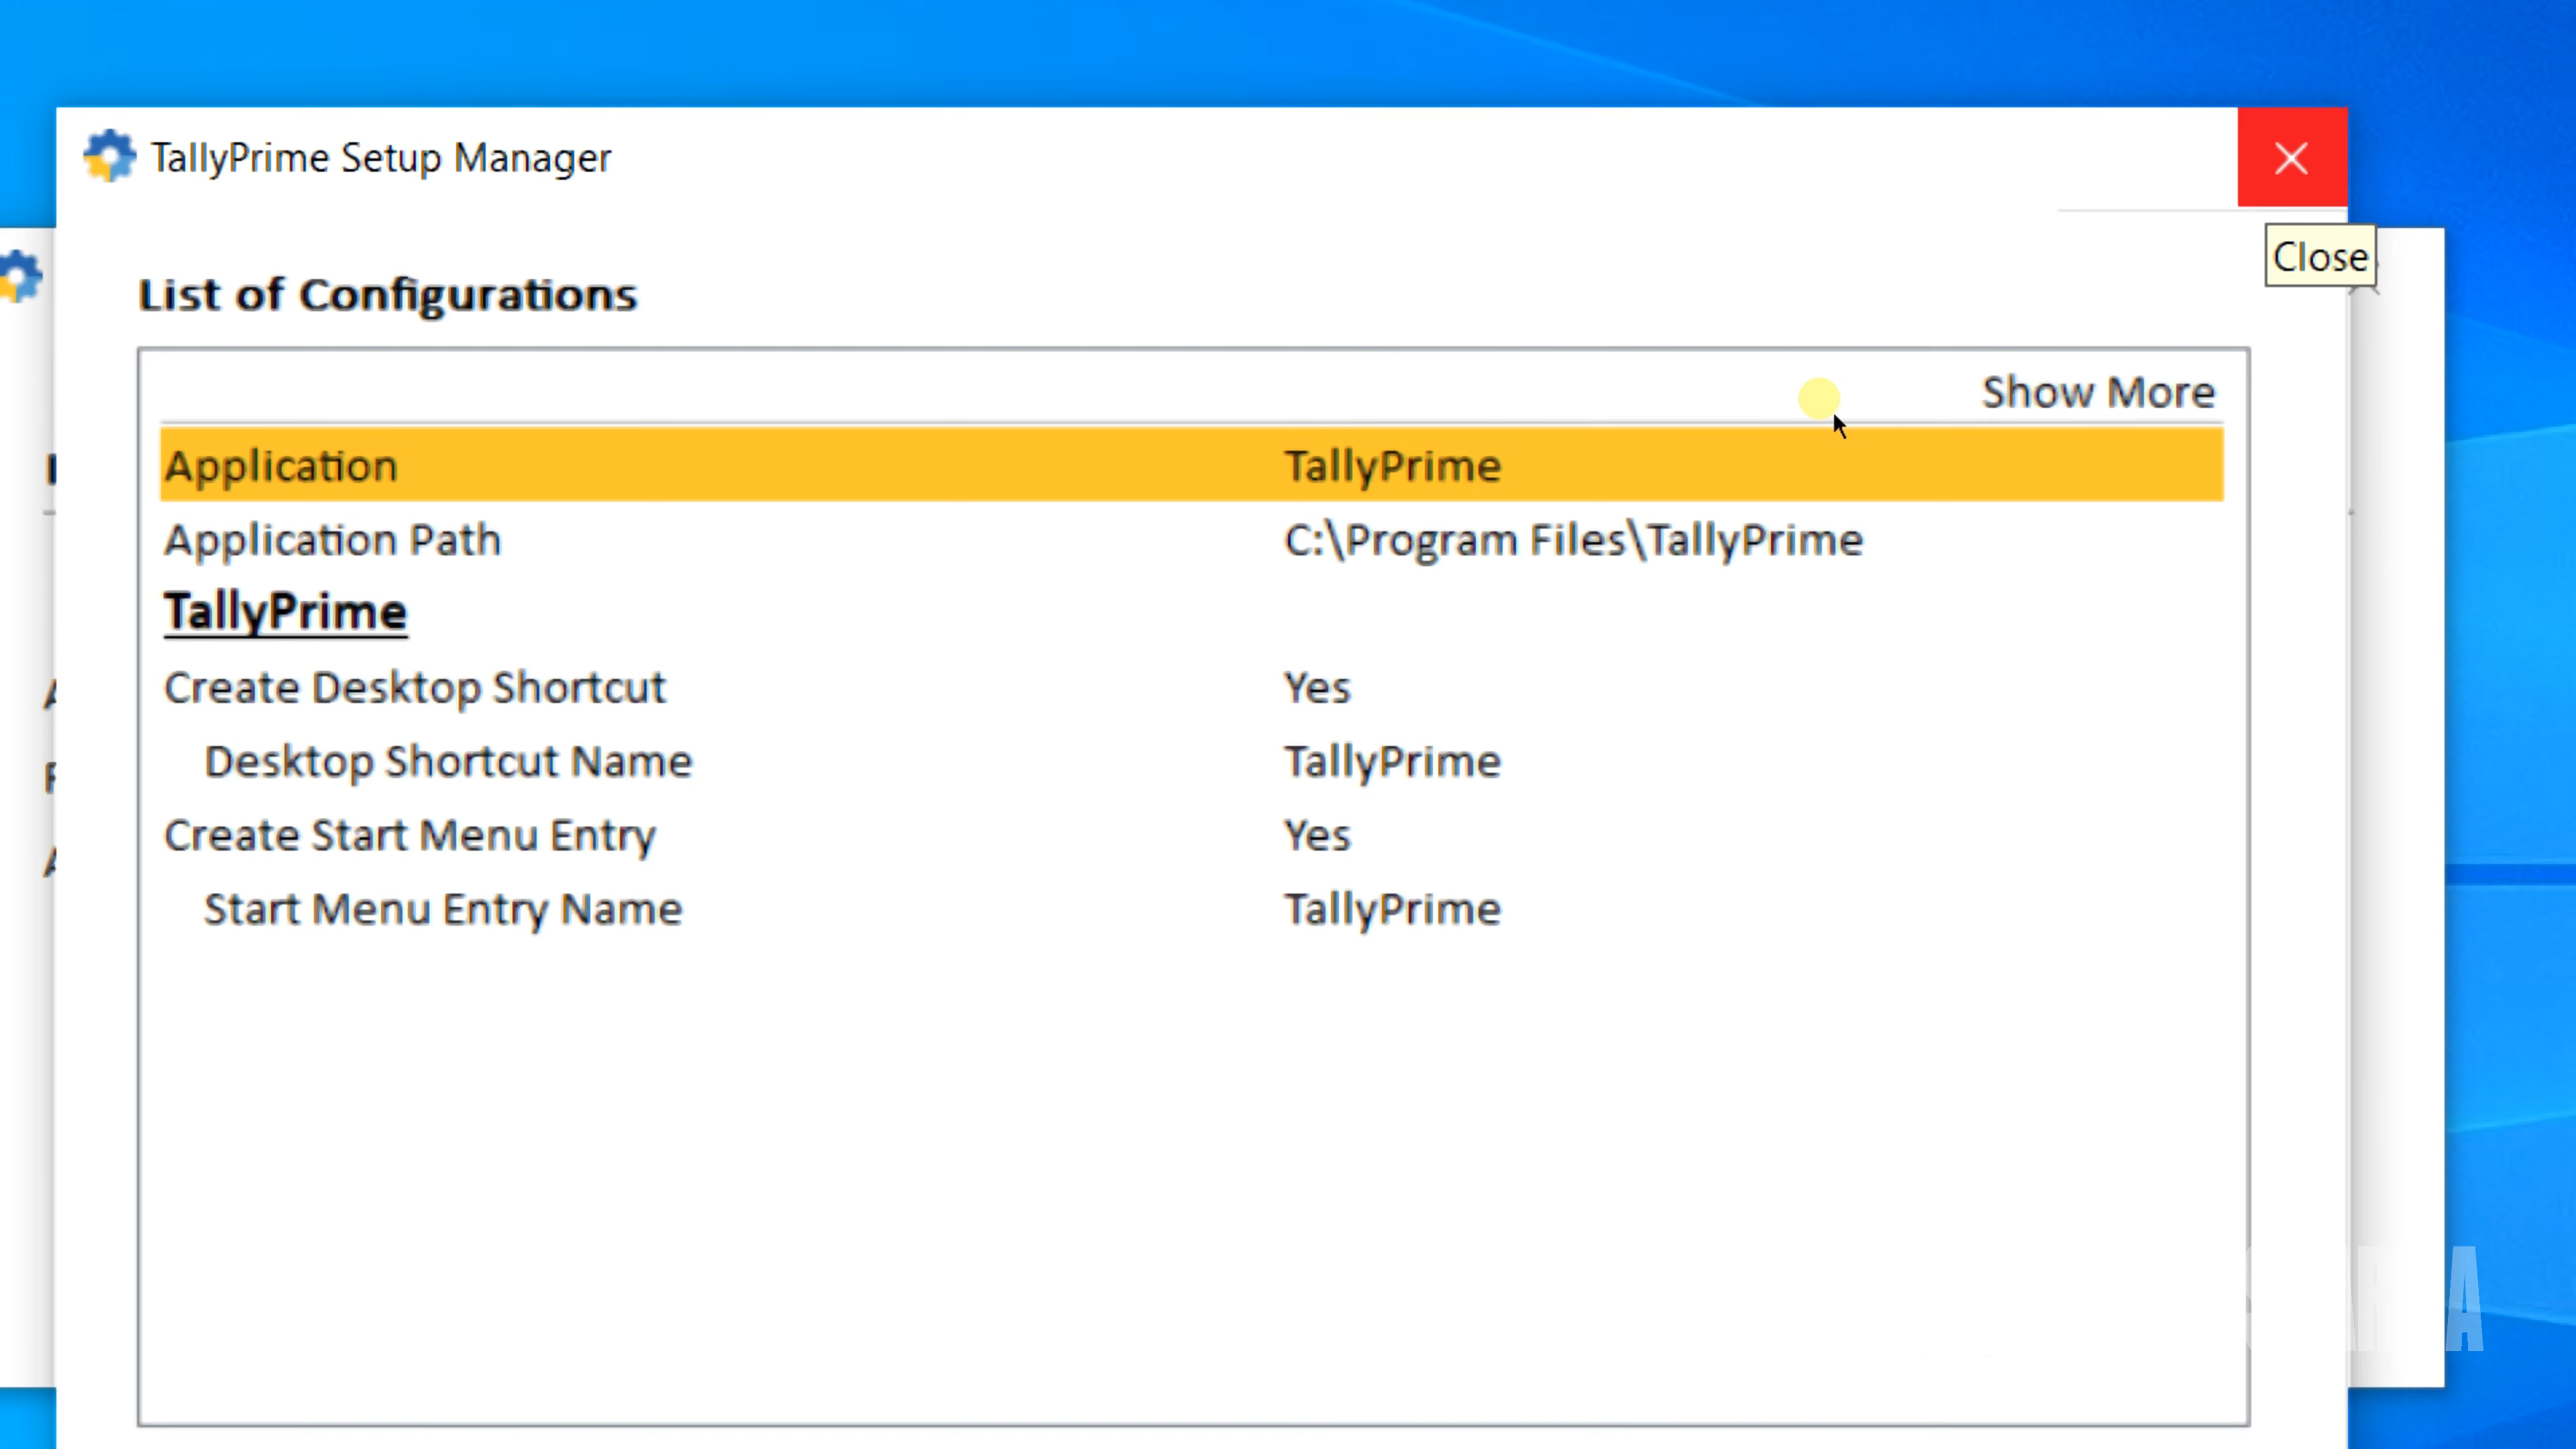 TallyPrime Setup Manager
Close
List of Configurations
Show More
Application TallyPrime
Application Path C:\Program Files\TallyPrime
TallyPrime
Create Desktop Shortcut Yes
Desktop Shortcut Name TallyPrime
Create Start Menu Entry Yes
Start Menu Entry Name TallyPrime